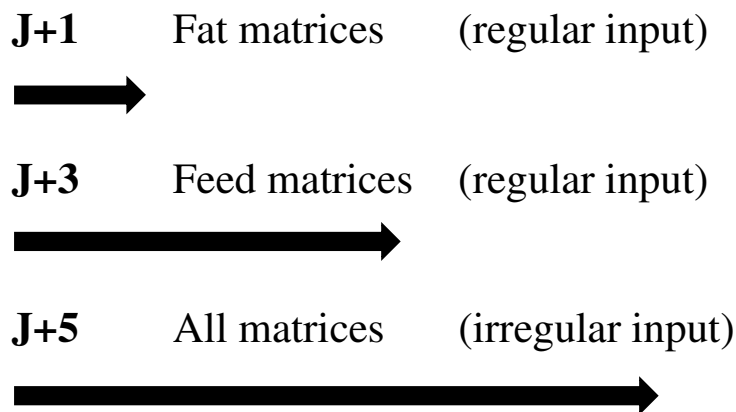 J+1 Fat matrices (regular input)
J+3 Feed matrices (regular input)
J+5 All matrices (irregular input)